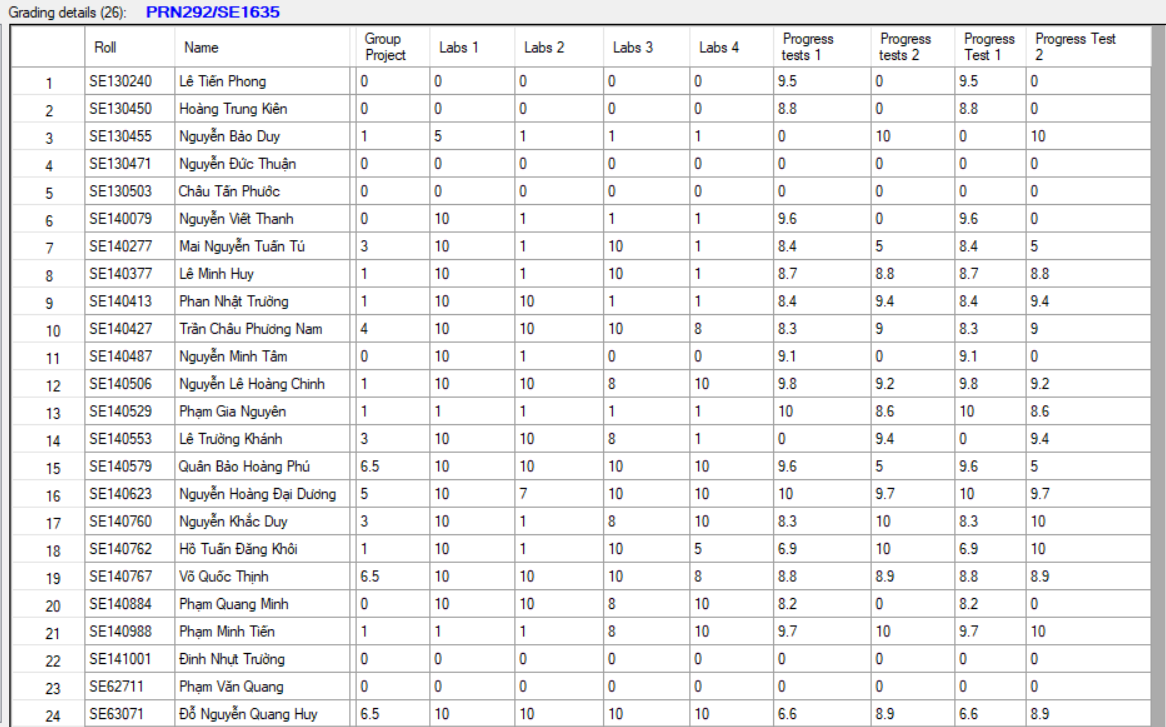 Grading details (26): PRN292/SE1635
Roll Name Group Project Labs 1 Labs 2 Labs 3 Labs 4 Progress tests 1 Progress tests 2 Progress Test 1 Progress Test 2
1 SE130240 Lê Tiến Phong 0 0 0 0 0 9.5 0 9.5 0
2 SE130450 Hoàng Trung Kiên 0 0 0 0 0 8.8 0 8.8 0
3 SE130455 Nguyễn Bảo Duy 1 5 1 1 1 0 10 0 10
4 SE130471 Nguyễn Đức Thuận 0 0 0 0 0 0 0 0 0
5 SE130503 Châu Tấn Phước 0 0 0 0 0 0 0 0 0
6 SE140079 Nguyễn Viết Thanh 0 10 1 1 1 9.6 0 9.6 0
7 SE140277 Mai Nguyễn Tuấn Tú 3 10 1 10 1 8.4 5 8.4 5
8 SE140377 Lê Minh Huy 1 10 1 10 1 8.7 8.8 8.7 8.8
9 SE140413 Phan Nhật Trường 1 10 10 1 1 8.4 9.4 8.4 9.4
10 SE140427 Trần Châu Phương Nam 4 10 10 10 8 8.3 9 8.3 9
11 SE140487 Nguyễn Minh Tâm 0 10 1 0 0 9.1 0 9.1 0
12 SE140506 Nguyễn Lê Hoàng Chinh 1 10 10 8 10 9.8 9.2 9.8 9.2
13 SE140529 Phạm Gia Nguyên 1 1 1 1 1 10 8.6 10 8.6
14 SE140553 Lê Trường Khánh 3 10 10 8 1 0 9.4 0 9.4
15 SE140579 Quân Bảo Hoàng Phú 6.5 10 10 10 10 9.6 5 9.6 5
16 SE140623 Nguyễn Hoàng Đại Dương 5 10 7 10 10 10 9.7 10 9.7
17 SE140760 Nguyễn Khắc Duy 3 10 1 8 10 8.3 10 8.3 10
18 SE140762 Hồ Tuấn Đăng Khôi 1 10 1 10 5 6.9 10 6.9 10
19 SE140767 Võ Quốc Thịnh 6.5 10 10 10 8 8.8 8.9 8.8 8.9
20 SE140884 Phạm Quang Minh 0 10 10 8 10 8.2 0 8.2 0
21 SE140988 Phạm Minh Tiến 1 1 1 8 10 9.7 10 9.7 10
22 SE141001 Đinh Nhựt Trường 0 0 0 0 0 0 0 0 0
23 SE62711 Phạm Văn Quang 0 0 0 0 0 0 0 0 0
24 SE63071 Đỗ Nguyễn Quang Huy 6.5 10 10 10 10 6.6 8.9 6.6 8.9